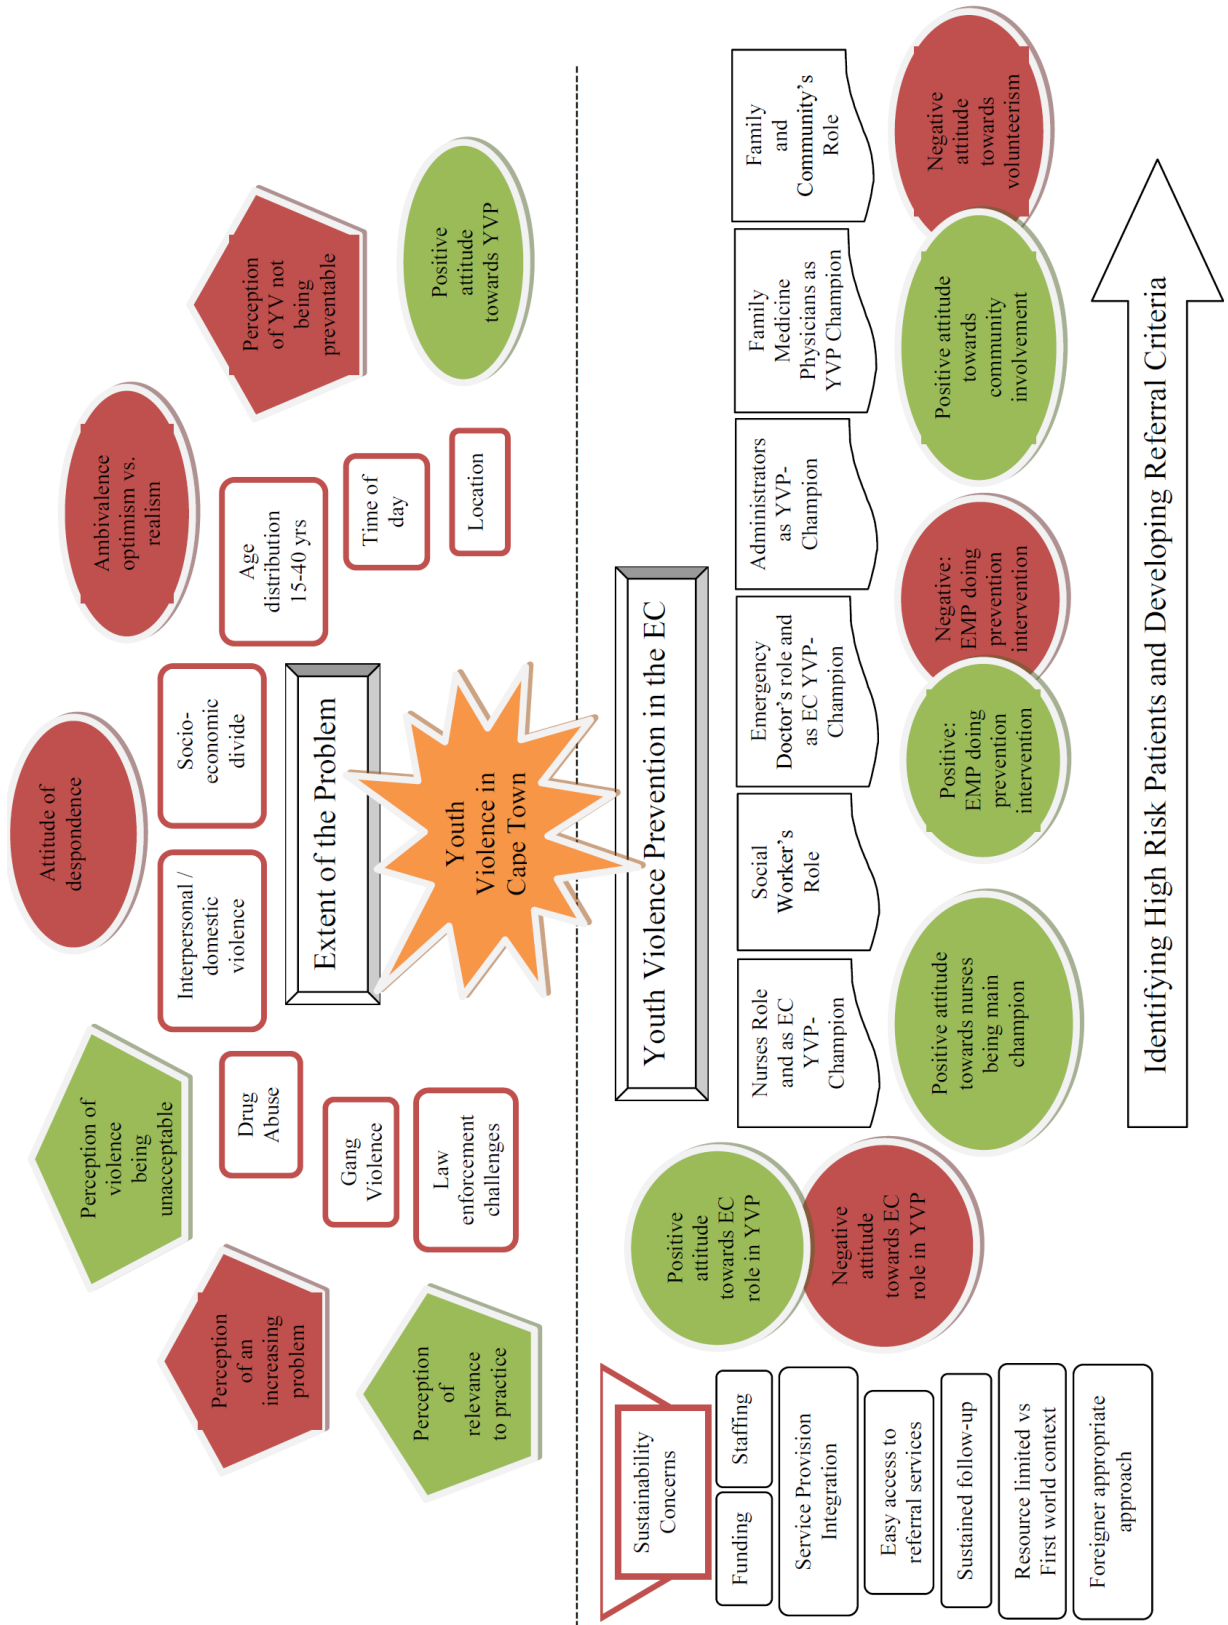 Attitude of
despondence
Perception of
violence
being
unacceptable
Ambivalence
optimism vs.
realism
Perception
of an
increasing
problem
Perception
of YV not
being
preventable
Perception
of
relevance
to practice
Positive
attitude
towards YVP
Interpersonal /
domestic
violence
Socio-
economic
divide
Drug
Abuse
Age
distribution
15-40 yrs
Gang
Violence
Time of
day
Law
enforcement
challenges
Location
Extent of the Problem
Youth
Violence in
Cape Town
Youth Violence Prevention in the EC
Sustainability
Concerns
Funding
Staffing
Service Provision
Integration
Easy access to
referral services
Sustained follow-up
Resource limited vs
First world context
Foreigner appropriate
approach
Positive
attitude
towards EC
role in YVP
Negative
attitude
towards EC
role in YVP
Nurses Role
and as EC
YVP-
Champion
Social
Worker's
Role
Emergency
Doctor's role and
as EC YVP-
Champion
Administrators
as YVP-
Champion
Family
Medicine
Physicians as
YVP Champion
Family
and
Community's
Role
Positive attitude
towards nurses
being main
champion
Positive:
EMP doing
prevention
intervention
Negative:
EMP doing
prevention
intervention
Positive attitude
towards
community
involvement
Negative
attitude
towards
volunteerism
Identifying High Risk Patients and Developing Referral Criteria